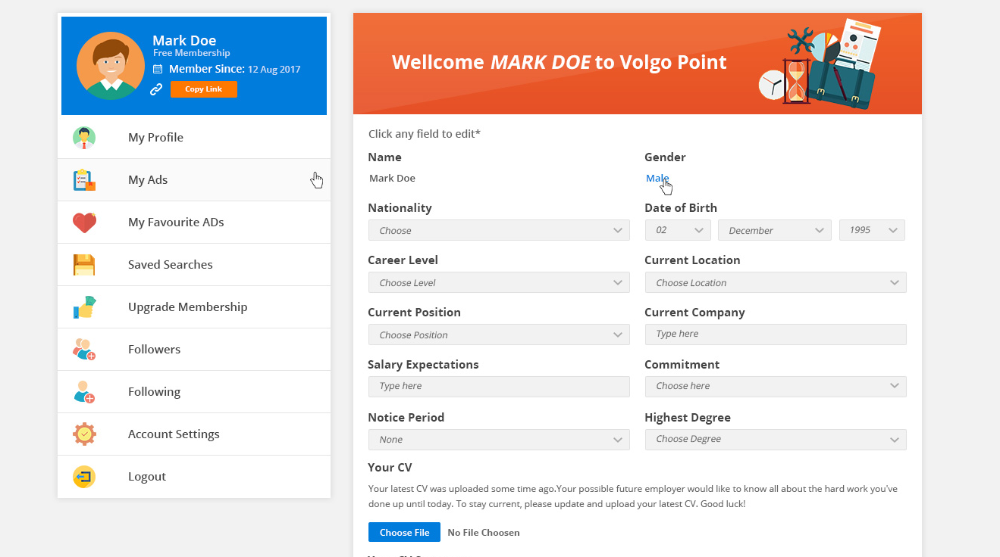 Mark Doe
Free Membership
Member Since: 12 Aug 2017
Copy Link
My Profile
My Ads
My Favourite ADs
Saved Searches
Upgrade Membership
Followers
Following
Account Settings
Logout
Wellcome MARK DOE to Volgo Point
Click any field to edit*
Name
Gender
Mark Doe
Male
Nationality
Date of Birth
Choose
02
December
1995
Career Level
Current Location
Choose Level
Choose Location
Current Position
Current Company
Choose Position
Type here
Salary Expectations
Commitment
Type here
Choose here
Notice Period
Highest Degree
None
Choose Degree
Your CV
Your latest CV was uploaded some time ago.Your possible future employer would like to know all about the hard work you've
done up until today. To stay current, please update and upload your latest CV. Good luck!
Choose File
No File Choosen